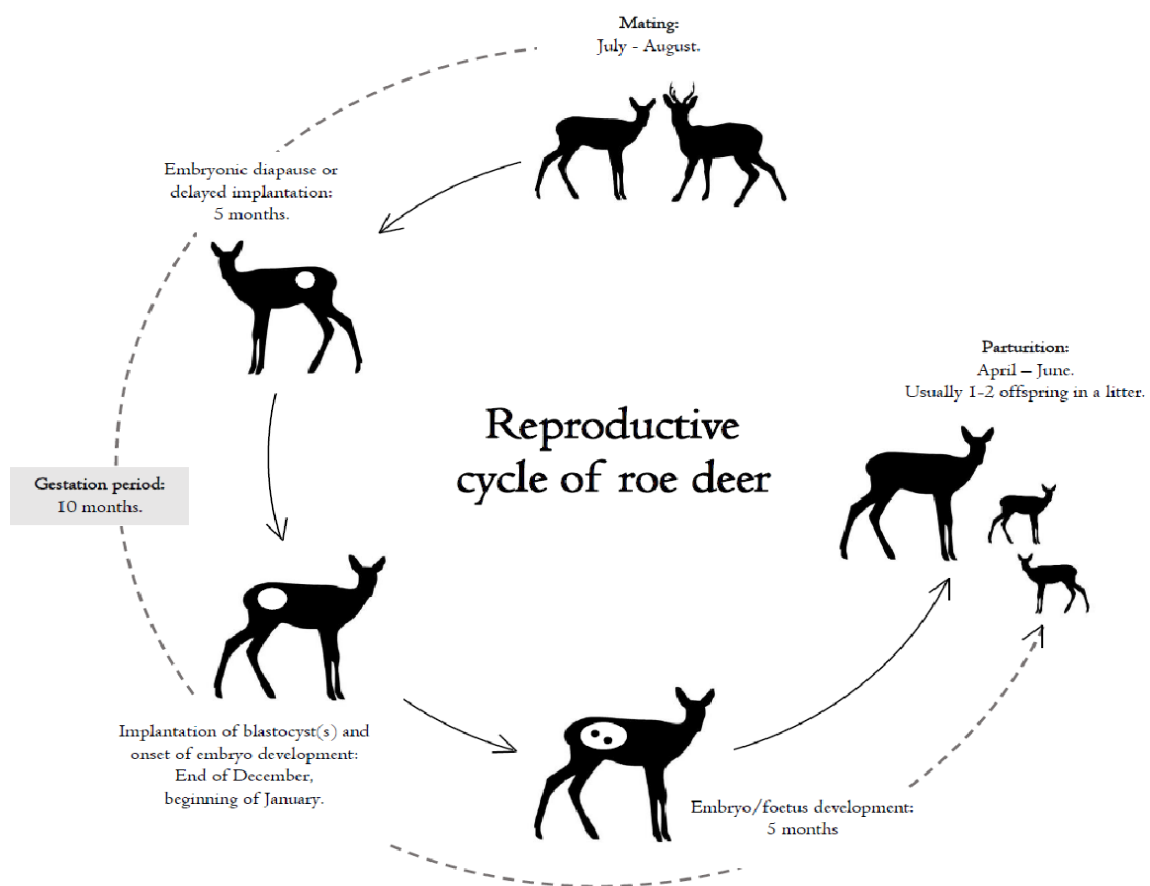 Mating:
July - August.
Embryonic diapause or
delayed implantation:
5 months.
Parturition:
April – June.
Usually 1-2 offspring in a litter.
Reproductive
cycle of roe deer
Gestation period:
10 months.
Implantation of blastocyst(s) and
onset of embryo development:
End of December,
beginning of January.
Embryo/foetus development:
5 months